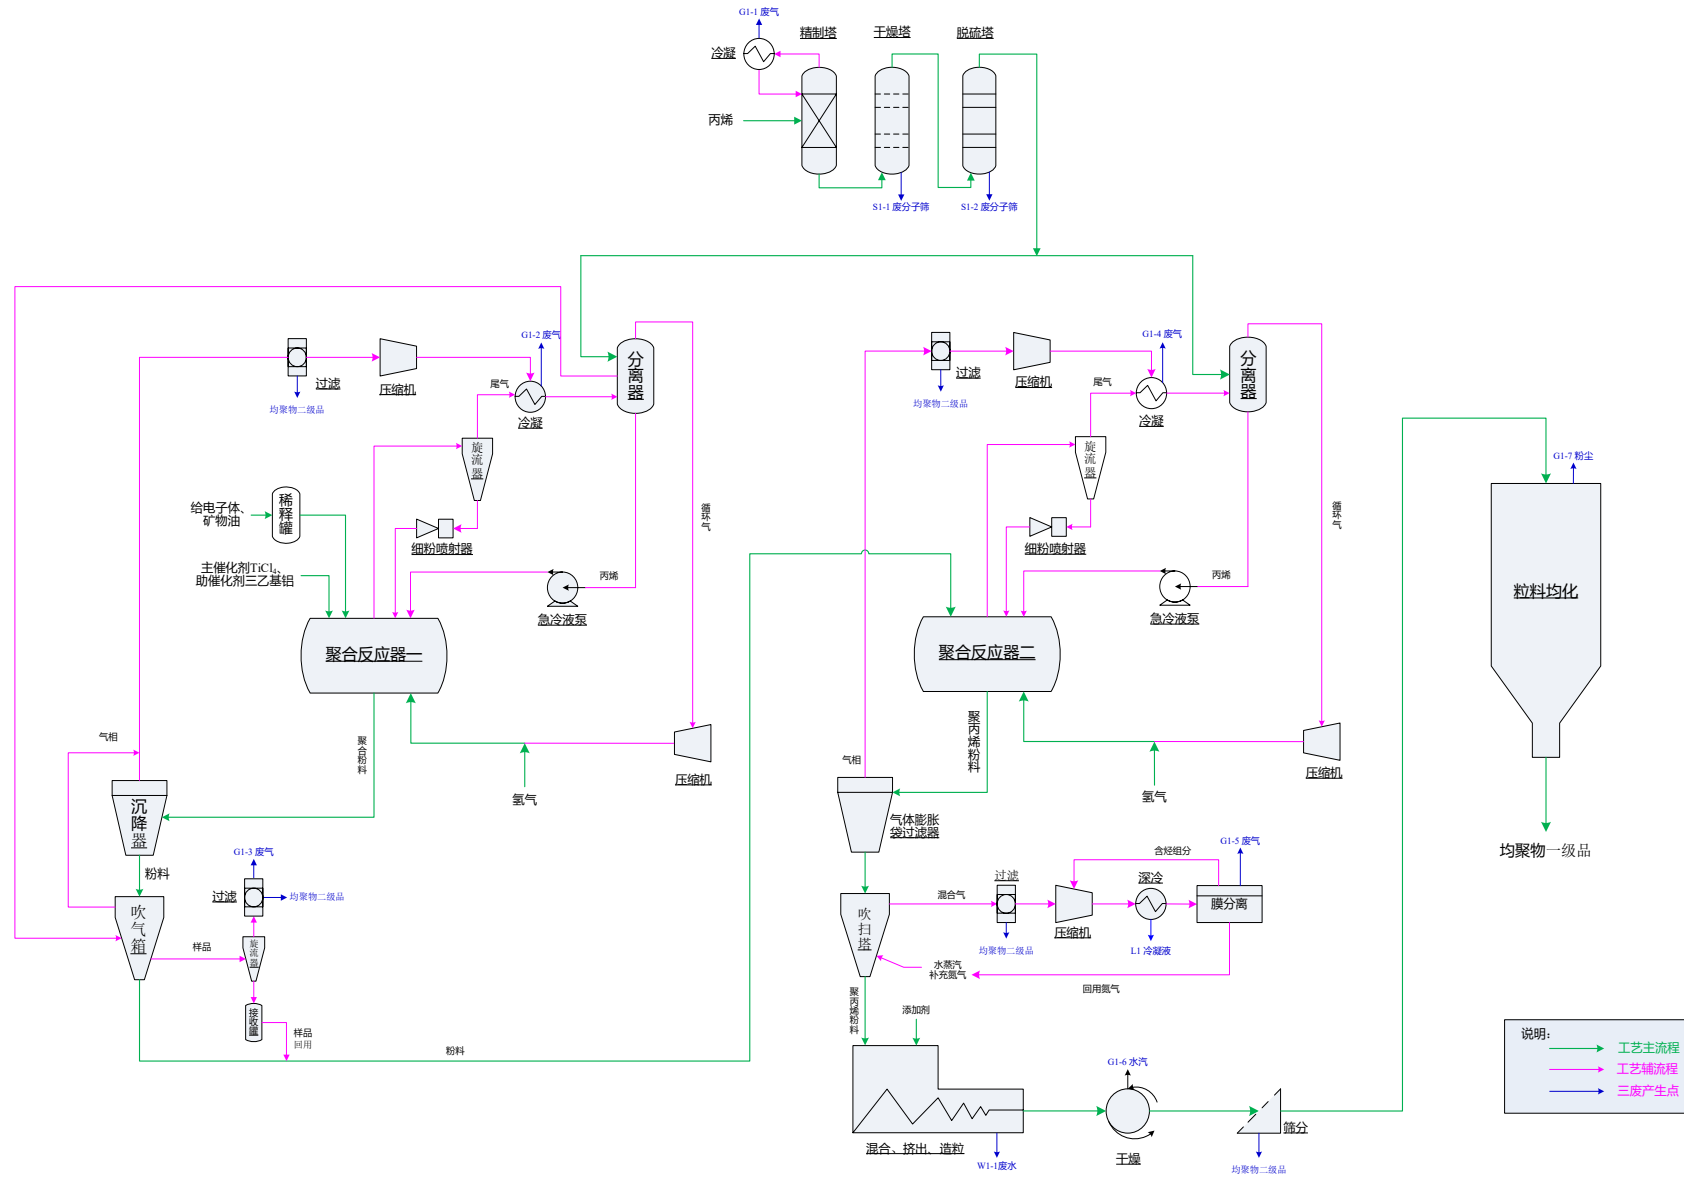 G1-1 废气
精制塔
干燥塔
脱硫塔
冷凝
丙烯
S1-1 废分子筛
S1-2 废分子筛
过滤
均聚物二级品
压缩机
G1-2 废气
尾气
冷凝
分离器
旋流器
细粉喷射器
给电子体、
矿物油
稀释罐
主催化剂TiCl4、
助催化剂三乙基铝
丙烯
急冷液泵
循环气
聚合反应器一
聚合粉料
氢气
压缩机
气相
沉降器
粉料
吹气箱
样品
G1-3 废气
过滤
均聚物二级品
旋流器
接收罐
样品
回用
粉料
过滤
均聚物二级品
压缩机
G1-4 废气
尾气
冷凝
分离器
旋流器
细粉喷射器
丙烯
急冷液泵
循环气
聚合反应器二
聚丙烯粉料
氢气
压缩机
气相
气体膨胀
袋过滤器
吹扫塔
混合气
过滤
均聚物二级品
压缩机
含烃组分
深冷
L1 冷凝液
G1-5 废气
膜分离
水蒸汽
补充氮气
回用氮气
聚丙烯粉料
添加剂
混合、挤出、造粒
W1-1废水
G1-6 水汽
干燥
筛分
均聚物二级品
G1-7 粉尘
粒料均化
均聚物一级品
说明：
工艺主流程
工艺辅流程
三废产生点